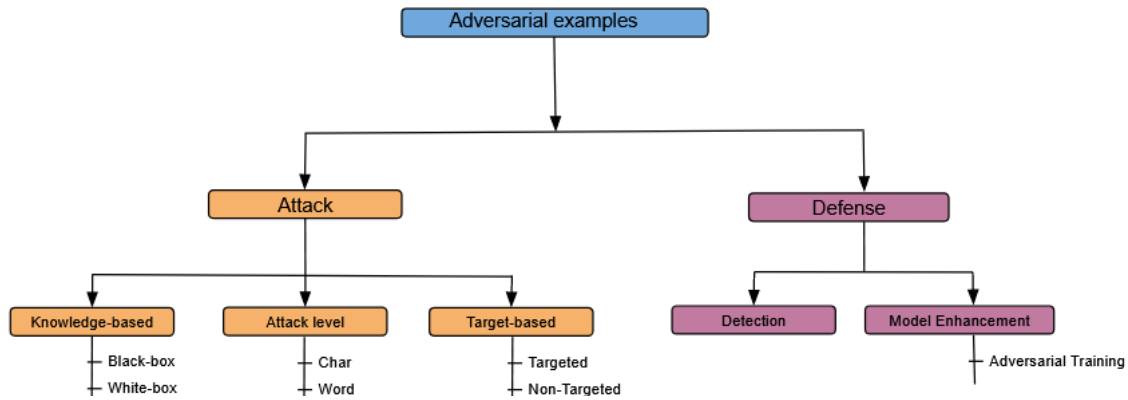 Adversarial examples
Attack
Defense
Knowledge-based
Attack level
Target-based
Detection
Model Enhancement
Black-box
White-box
Char
Word
Targeted
Non-Targeted
Adversarial Training